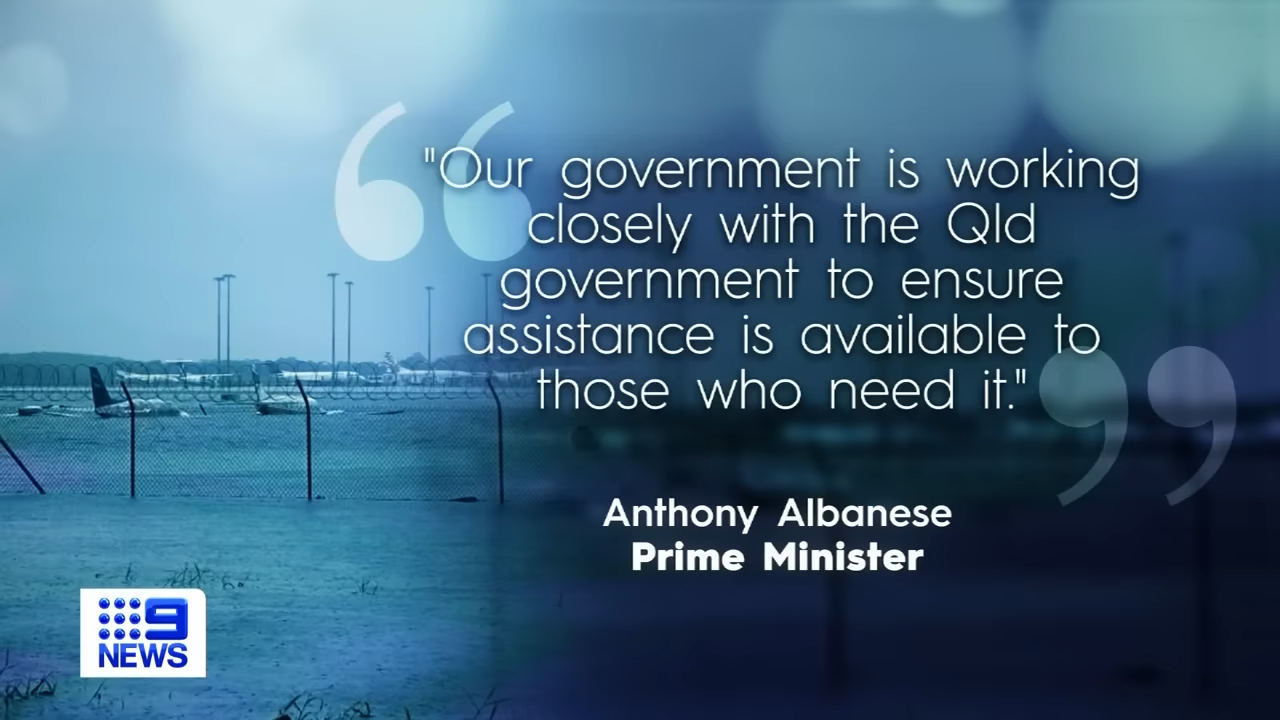 "Our government is working
closely with the Qld
government to ensure
assistance is available to
those who need it."
Anthony Albanese
Prime Minister
9
NEWS